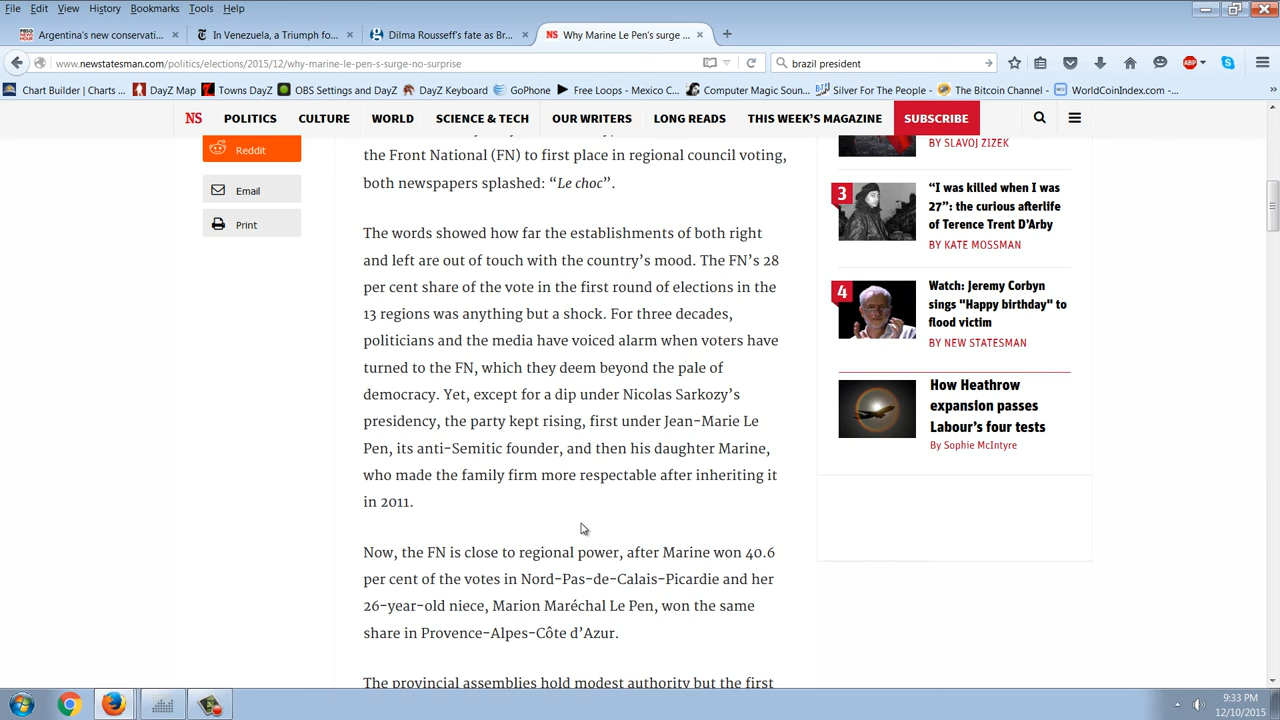 File Edit View History Bookmarks Tools Help
Argentina's new conservati...
In Venezuela, a Triumph fo...
Dilma Rousseff's fate as Br...
NS Why Marine Le Pen's surge ...
www.newstatesman.com/politics/elections/2015/12/why-marine-le-pen-s-surge-no-surprise
brazil president
ABP
Chart Builder | Charts ...
DayZ Map
Towns DayZ
OBS Settings and DayZ
DayZ Keyboard
GoPhone
Free Loops - Mexico C...
Computer Magic Soun...
Silver For The People - ...
The Bitcoin Channel - ...
WorldCoinIndex.com -...
NS POLITICS CULTURE WORLD SCIENCE & TECH OUR WRITERS LONG READS THIS WEEK'S MAGAZINE SUBSCRIBE
Reddit
Email
Print
the Front National (FN) to first place in regional council voting,
both newspapers splashed: “Le choc”.
The words showed how far the establishments of both right
and left are out of touch with the country’s mood. The FN’s 28
per cent share of the vote in the first round of elections in the
13 regions was anything but a shock. For three decades,
politicians and the media have voiced alarm when voters have
turned to the FN, which they deem beyond the pale of
democracy. Yet, except for a dip under Nicolas Sarkozy’s
presidency, the party kept rising, first under Jean-Marie Le
Pen, its anti-Semitic founder, and then his daughter Marine,
who made the family firm more respectable after inheriting it
in 2011.
Now, the FN is close to regional power, after Marine won 40.6
per cent of the votes in Nord-Pas-de-Calais-Picardie and her
26-year-old niece, Marion Maréchal Le Pen, won the same
share in Provence-Alpes-Côte d’Azur.
The provincial assemblies hold modest authority but the first
BY SLAVOJ ZIZEK
3
“I was killed when I was
27”: the curious afterlife
of Terence Trent D’Arby
BY KATE MOSSMAN
4
Watch: Jeremy Corbyn
sings "Happy birthday" to
flood victim
BY NEW STATESMAN
How Heathrow
expansion passes
Labour’s four tests
By Sophie McIntyre
9:33 PM
12/10/2015